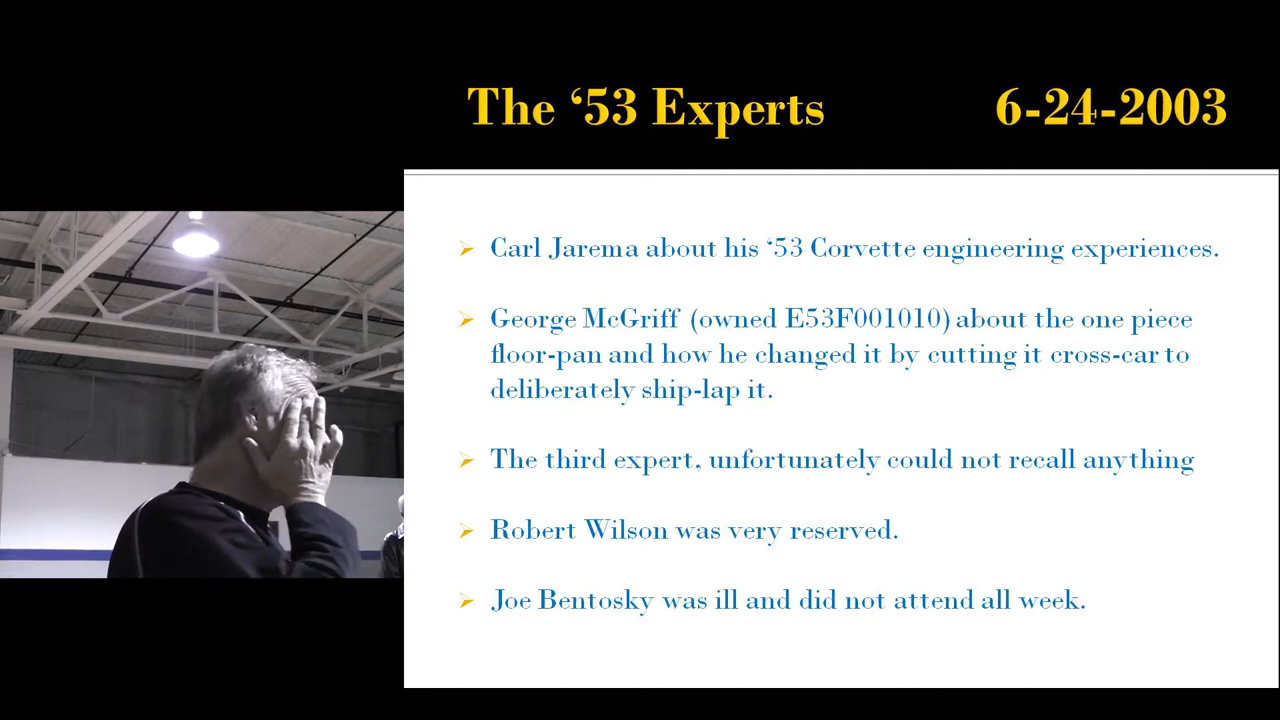 The ‘53 Experts 6-24-2003
Carl Jarema about his ‘53 Corvette engineering experiences.
George McGriff (owned E53F001010) about the one piece
floor-pan and how he changed it by cutting it cross-car to
deliberately ship-lap it.
The third expert, unfortunately could not recall anything
Robert Wilson was very reserved.
Joe Bentosky was ill and did not attend all week.